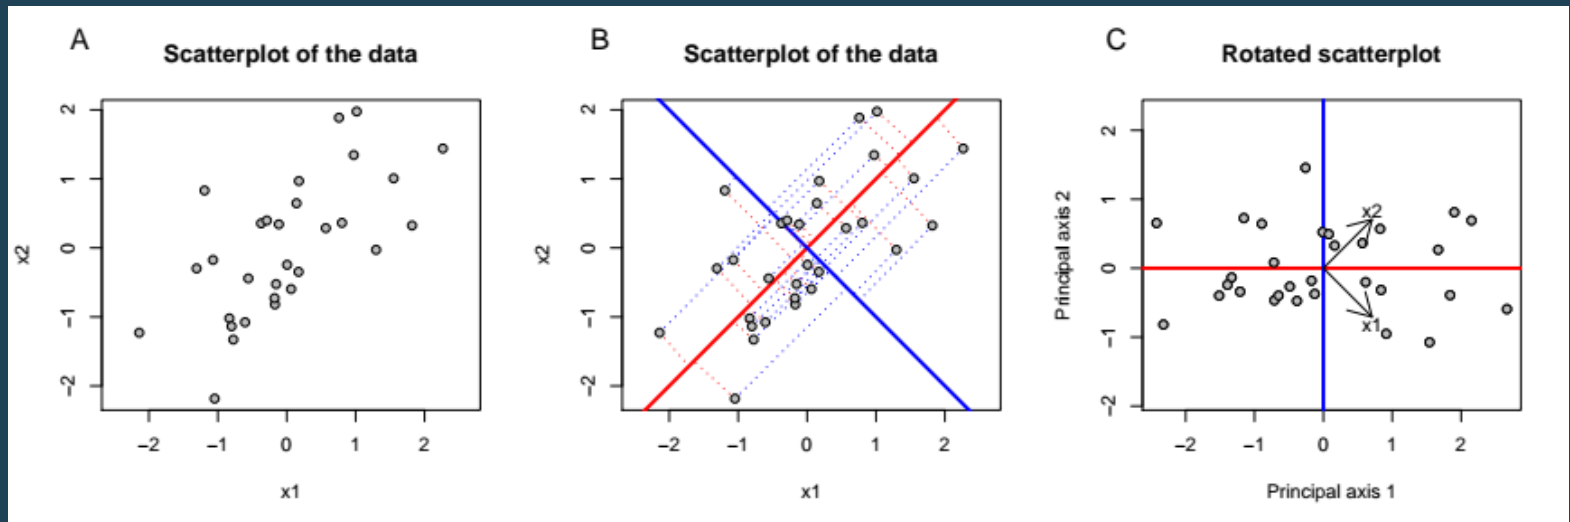 A
Scatterplot of the data
x2
2
1
0
−1
−2
−2 −1 0 1 2
x1
B
Scatterplot of the data
x2
2
1
0
−1
−2
−2 −1 0 1 2
x1
C
Rotated scatterplot
Principal axis 2
2
1
0
−1
−2
x2
x1
−2 −1 0 1 2
Principal axis 1